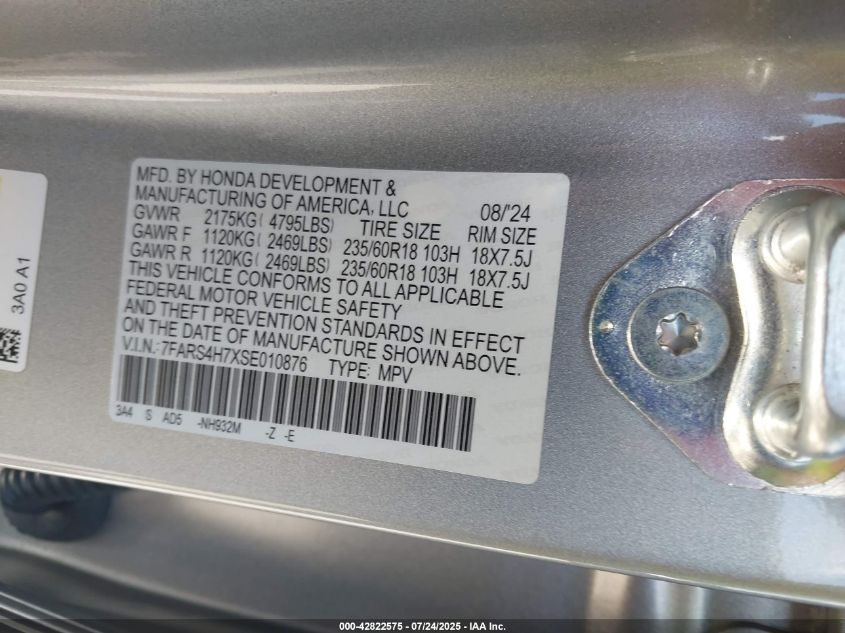 MFD. BY HONDA DEVELOPMENT &
MANUFACTURING OF AMERICA, LLC 08/'24
GVWR 2175KG( 4795LBS) TIRE SIZE RIM SIZE
GAWR F 1120KG( 2469LBS) 235/60R18 103H 18X7.5J
GAWR R 1120KG( 2469LBS) 235/60R18 103H 18X7.5J
THIS VEHICLE CONFORMS TO ALL APPLICABLE
FEDERAL MOTOR VEHICLE SAFETY
AND THEFT PREVENTION STANDARDS IN EFFECT
ON THE DATE OF MANUFACTURE SHOWN ABOVE.
V.I.N.: 7FARS4H7XSE010876 TYPE: MPV
3A4 S AD5 -NH932M -Z -E
3A0 A1
000-42822575 - 07/24/2025 - IAA Inc.